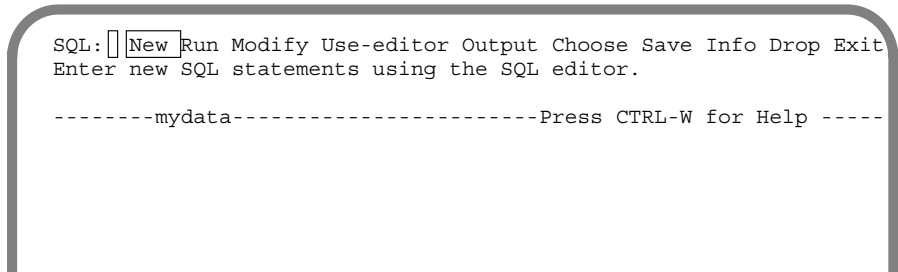 SQL: New Run Modify Use-editor Output Choose Save Info Drop Exit
Enter new SQL statements using the SQL editor.
--------mydata------------------------Press CTRL-W for Help -----